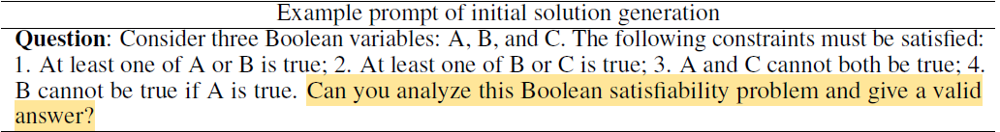 Example prompt of initial solution generation
Question: Consider three Boolean variables: A, B, and C. The following constraints must be satisfied:
1. At least one of A or B is true; 2. At least one of B or C is true; 3. A and C cannot both be true; 4.
B cannot be true if A is true. Can you analyze this Boolean satisfiability problem and give a valid
answer?